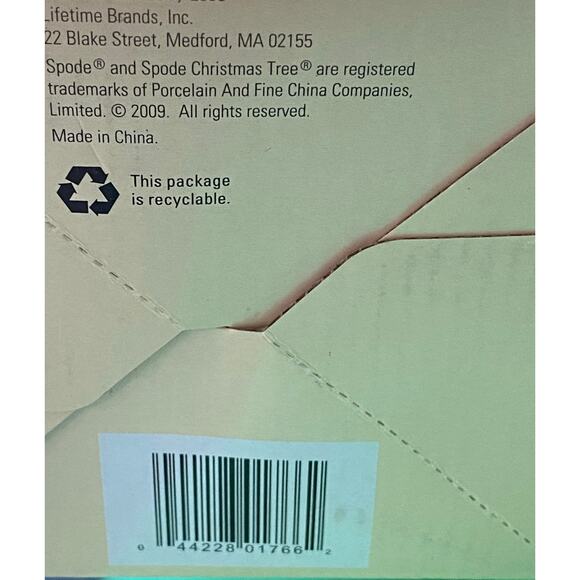 Lifetime Brands, Inc.
22 Blake Street, Medford, MA 02155
Spode® and Spode Christmas Tree® are registered
trademarks of Porcelain And Fine China Companies,
Limited. © 2009. All rights reserved.
Made in China.
This package
is recyclable.
0 44228 01766 2